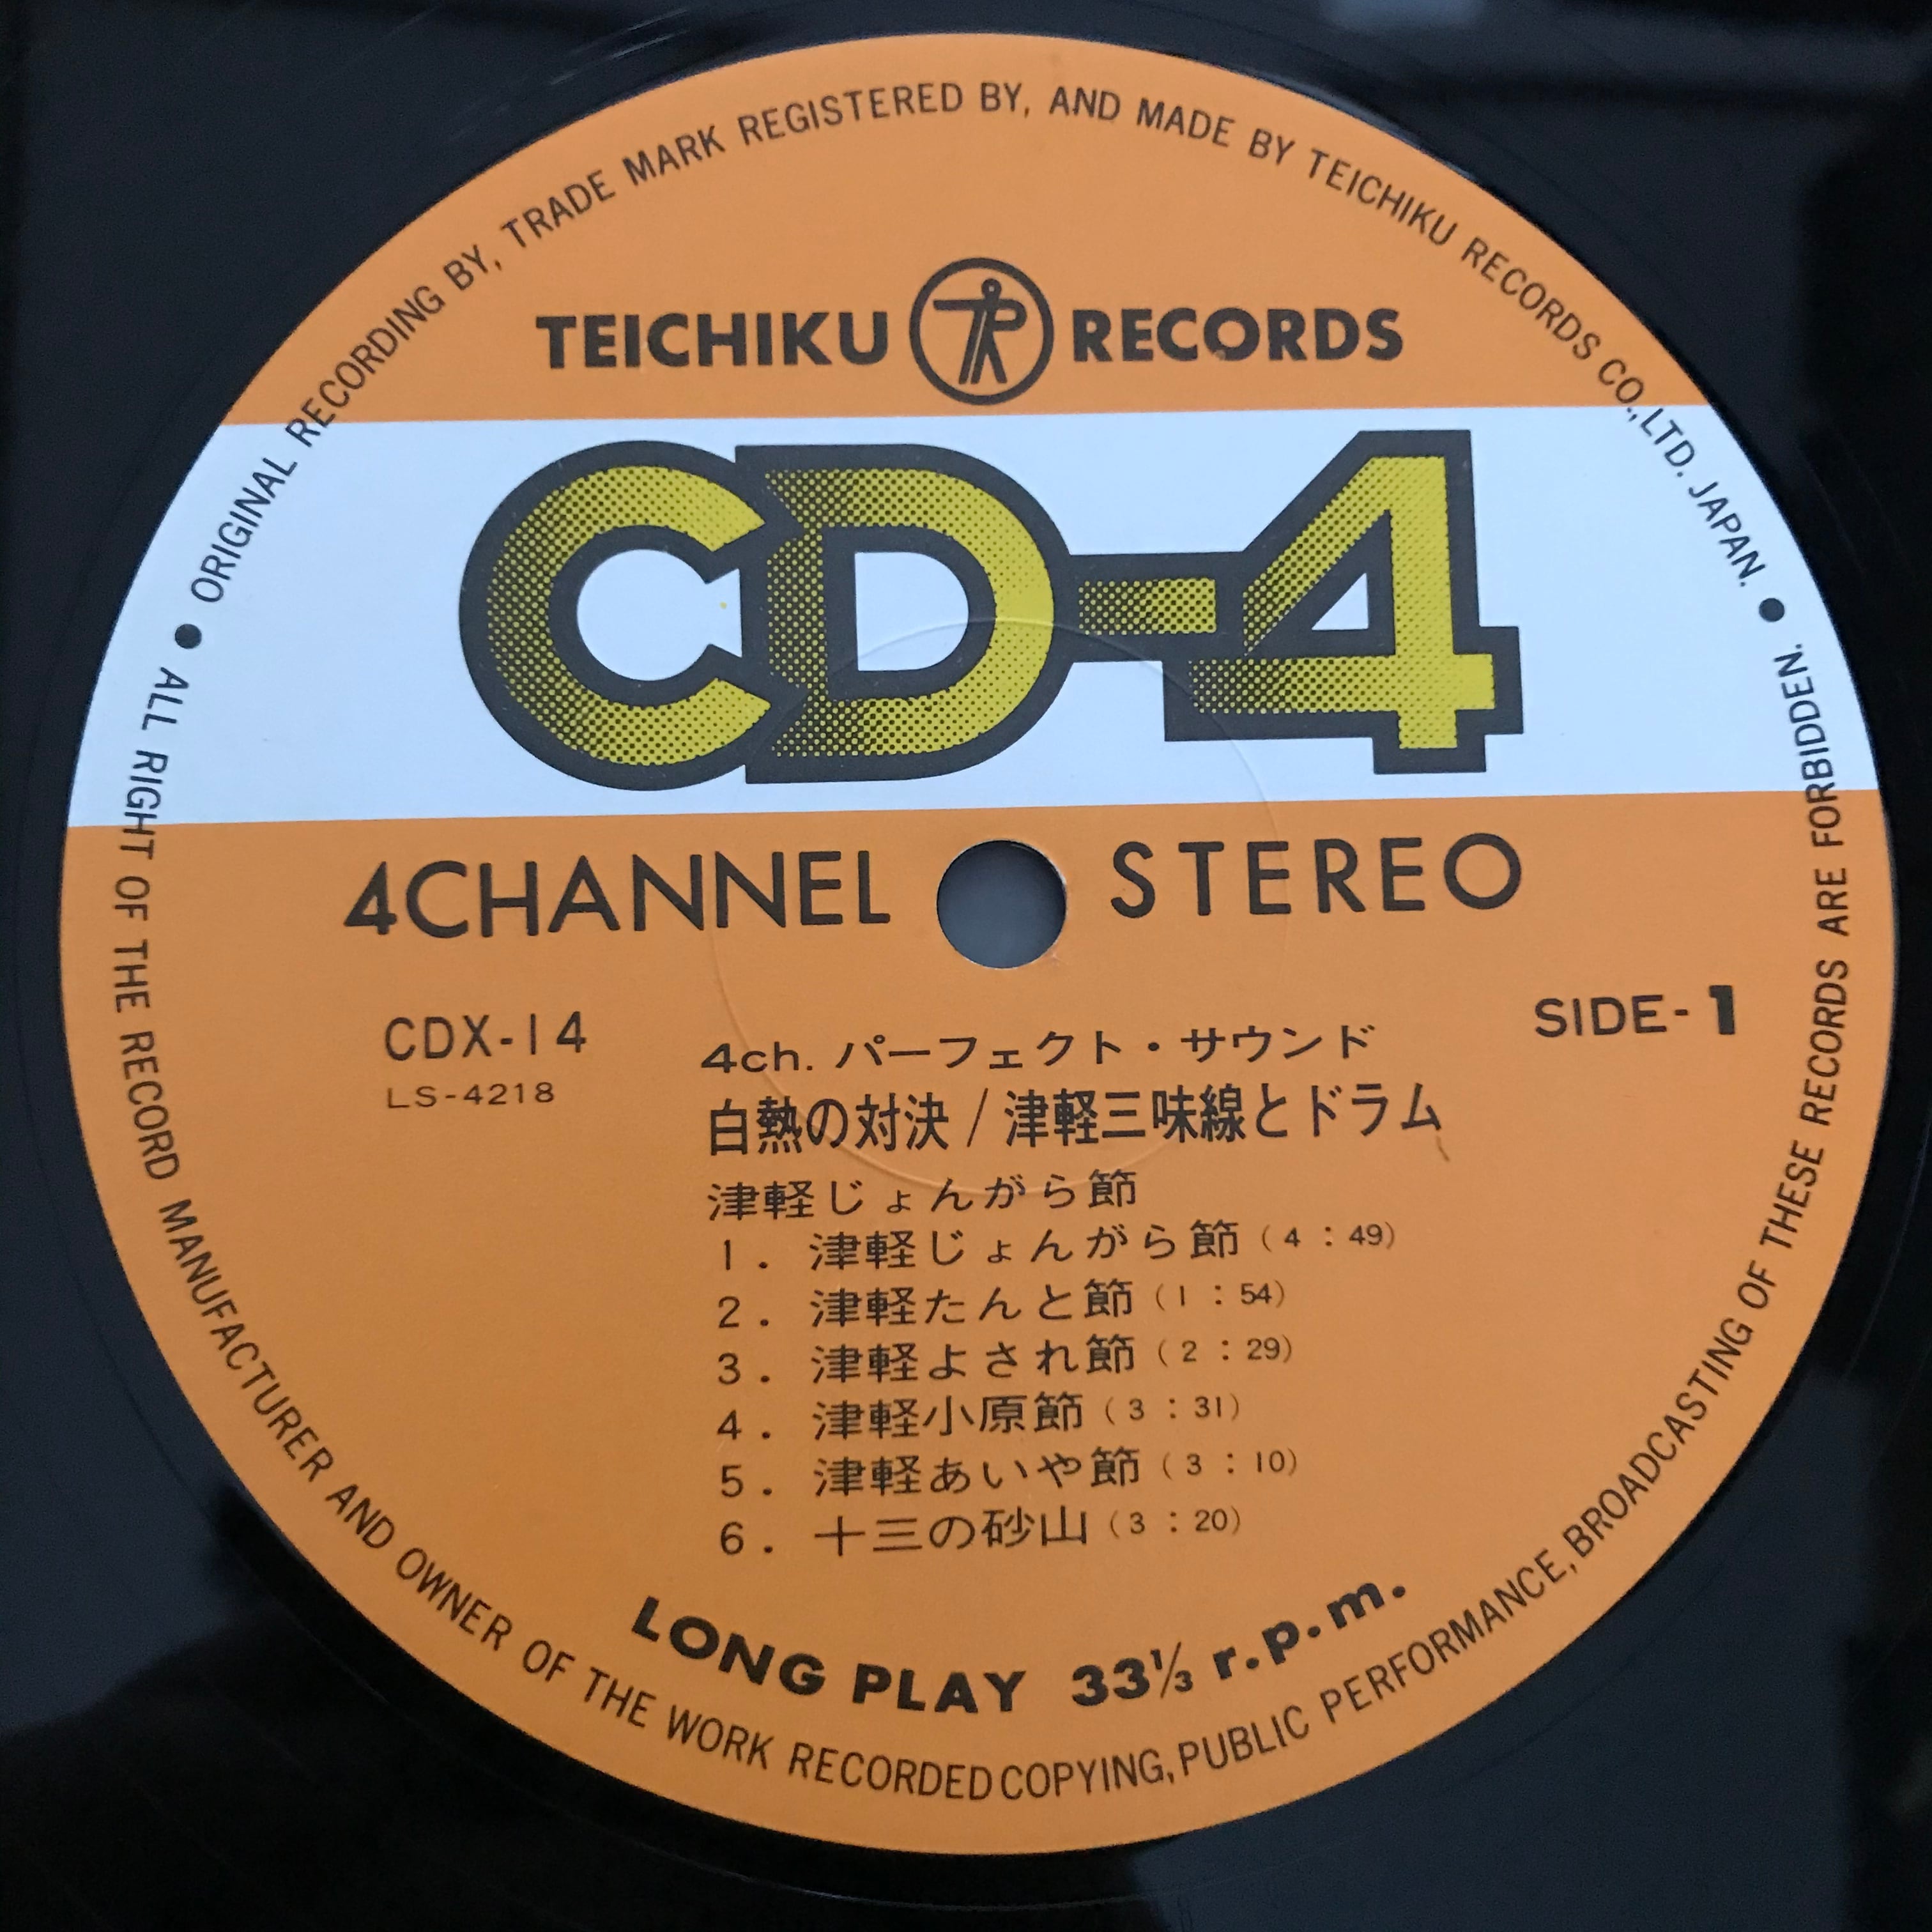 ● ORIGINAL RECORDING BY, TRADE MARK REGISTERED BY, AND MADE BY TEICHIKU RECORDS CO.,LTD. JAPAN. ●
TEICHIKU TR RECORDS
CD-4
4CHANNEL STEREO
CDX-14
LS-4218
SIDE-1
4ch. パーフェクト・サウンド
白熱の対決/津軽三味線とドラム
津軽じょんがら節
1. 津軽じょんがら節(4:49)
2. 津軽たんと節(1:54)
3. 津軽よされ節(2:29)
4. 津軽小原節(3:31)
5. 津軽あいや節(3:10)
6. 十三の砂山(3:20)
LONG PLAY 33⅓ r.p.m.
ALL RIGHT OF THE RECORD MANUFACTURER AND OWNER OF THE WORK RECORDED COPYING, PUBLIC PERFORMANCE, BROADCASTING OF THESE RECORDS ARE FORBIDDEN.